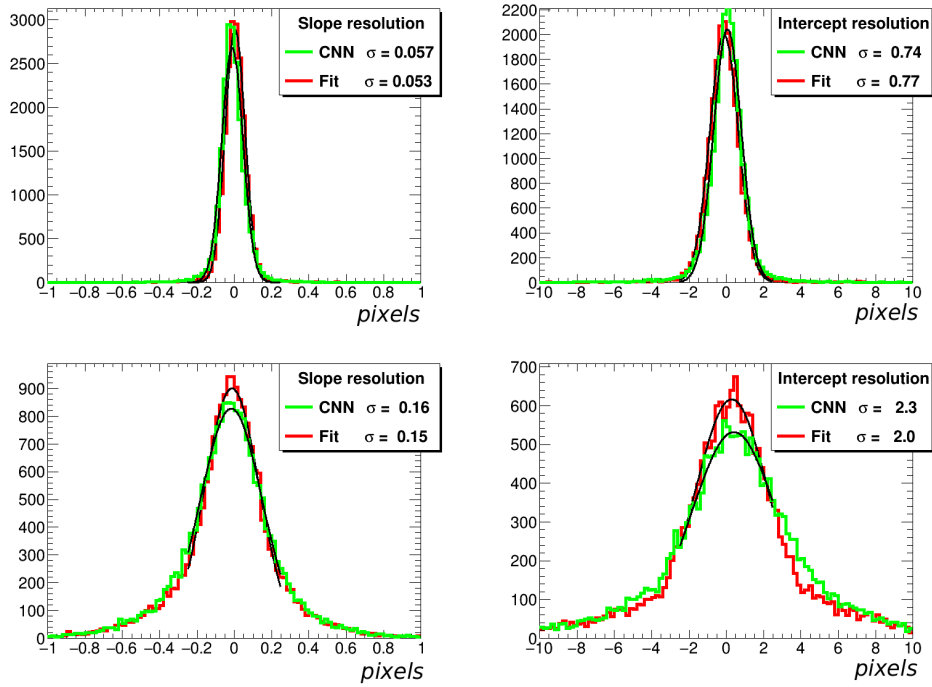 Slope resolution
CNN σ = 0.057
Fit σ = 0.053
3000
2500
2000
1500
1000
500
0
−1 −0.8 −0.6 −0.4 −0.2 0 0.2 0.4 0.6 0.8 1
pixels
Intercept resolution
CNN σ = 0.74
Fit σ = 0.77
2200
2000
1800
1600
1400
1200
1000
800
600
400
200
0
−10 −8 −6 −4 −2 0 2 4 6 8 10
pixels
Slope resolution
CNN σ = 0.16
Fit σ = 0.15
900
800
700
600
500
400
300
200
100
0
−1 −0.8 −0.6 −0.4 −0.2 0 0.2 0.4 0.6 0.8 1
pixels
Intercept resolution
CNN σ = 2.3
Fit σ = 2.0
700
600
500
400
300
200
100
0
−10 −8 −6 −4 −2 0 2 4 6 8 10
pixels